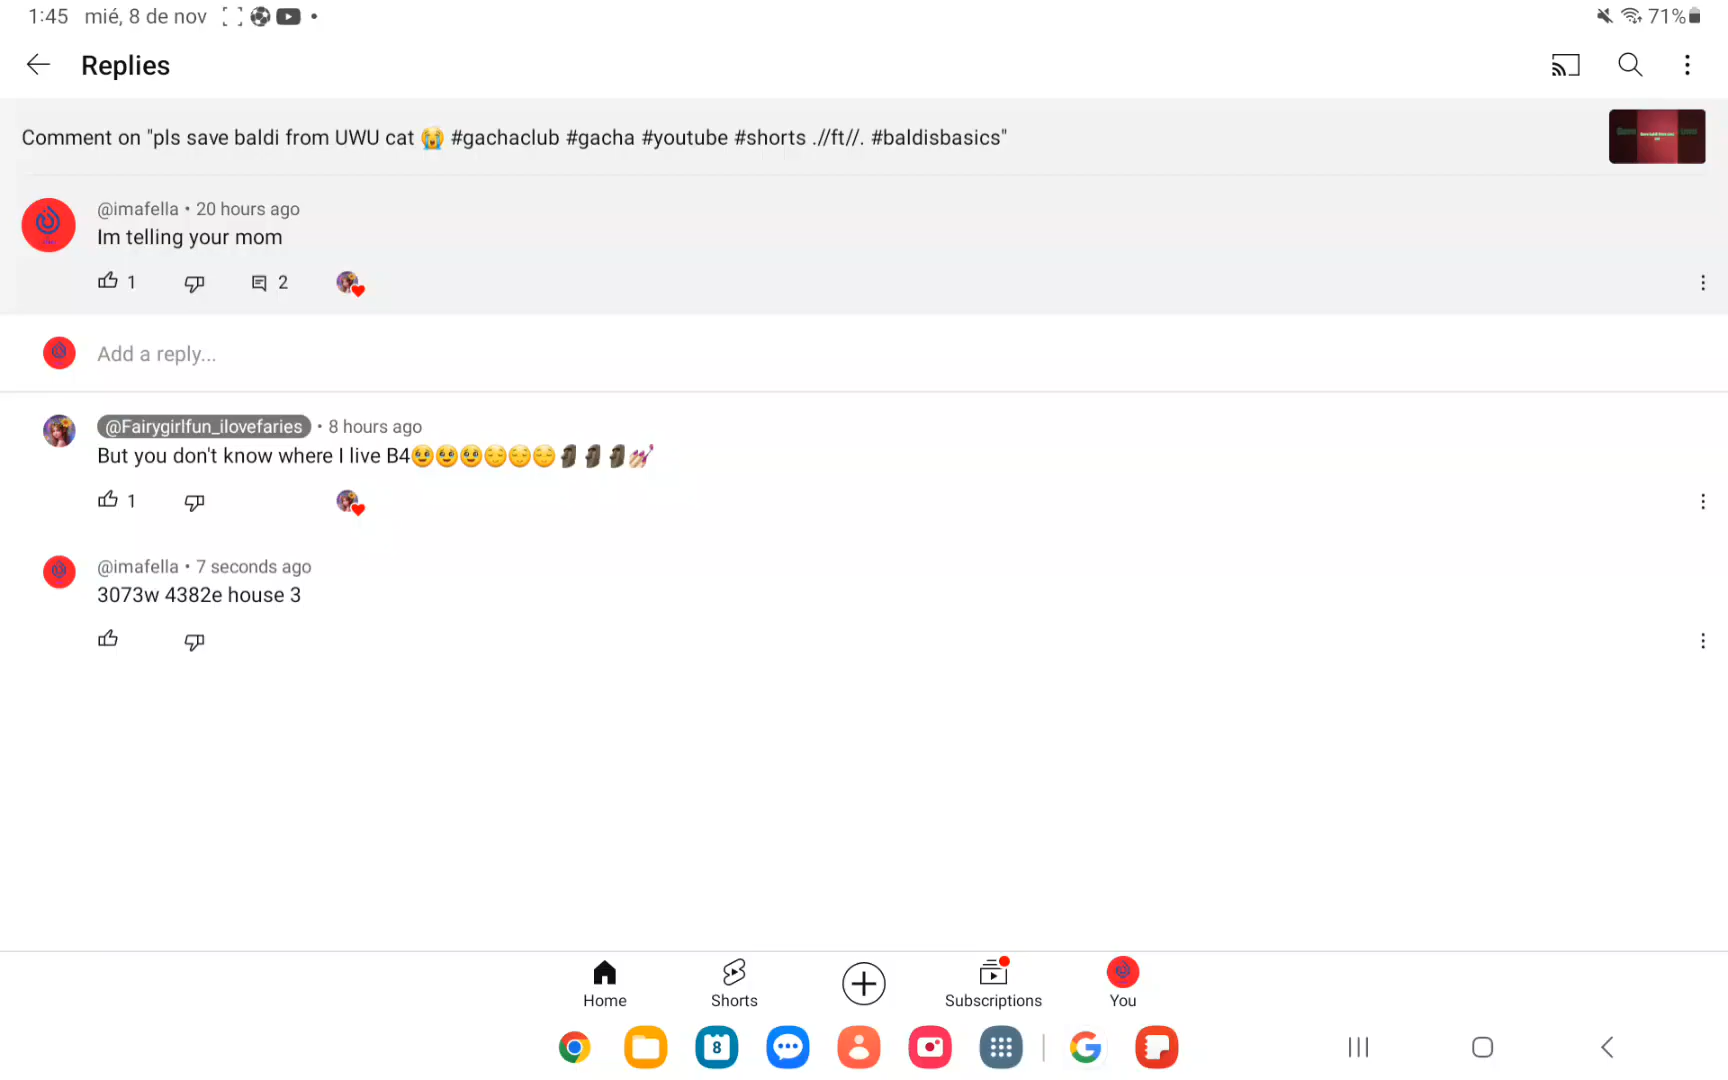 1:45 mié, 8 de nov
71%
Replies
Comment on "pls save baldi from UWU cat 😭 #gachaclub #gacha #youtube #shorts .//ft//. #baldisbasics"
@imafella • 20 hours ago
Im telling your mom
1
2
Add a reply...
@Fairygirlfun_ilovefaries • 8 hours ago
But you don't know where I live B4🥹🥹🥹😌😌😌🗿🗿🗿💅🏻
1
@imafella • 7 seconds ago
3073w 4382e house 3
Home
Shorts
Subscriptions
You
8